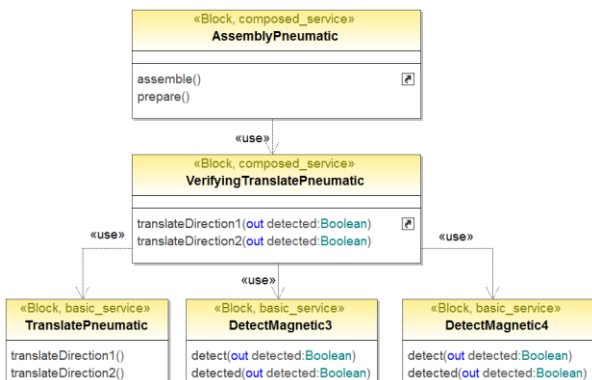 «Block, composed_service»
AssemblyPneumatic
assemble()
prepare()
«use»
«Block, composed_service»
VerifyingTranslatePneumatic
translateDirection1(out detected:Boolean)
translateDirection2(out detected:Boolean)
«use»
«use»
«use»
«Block, basic_service»
TranslatePneumatic
translateDirection1()
translateDirection2()
«Block, basic_service»
DetectMagnetic3
detect(out detected:Boolean)
detected(out detected:Boolean)
«Block, basic_service»
DetectMagnetic4
detect(out detected:Boolean)
detected(out detected:Boolean)